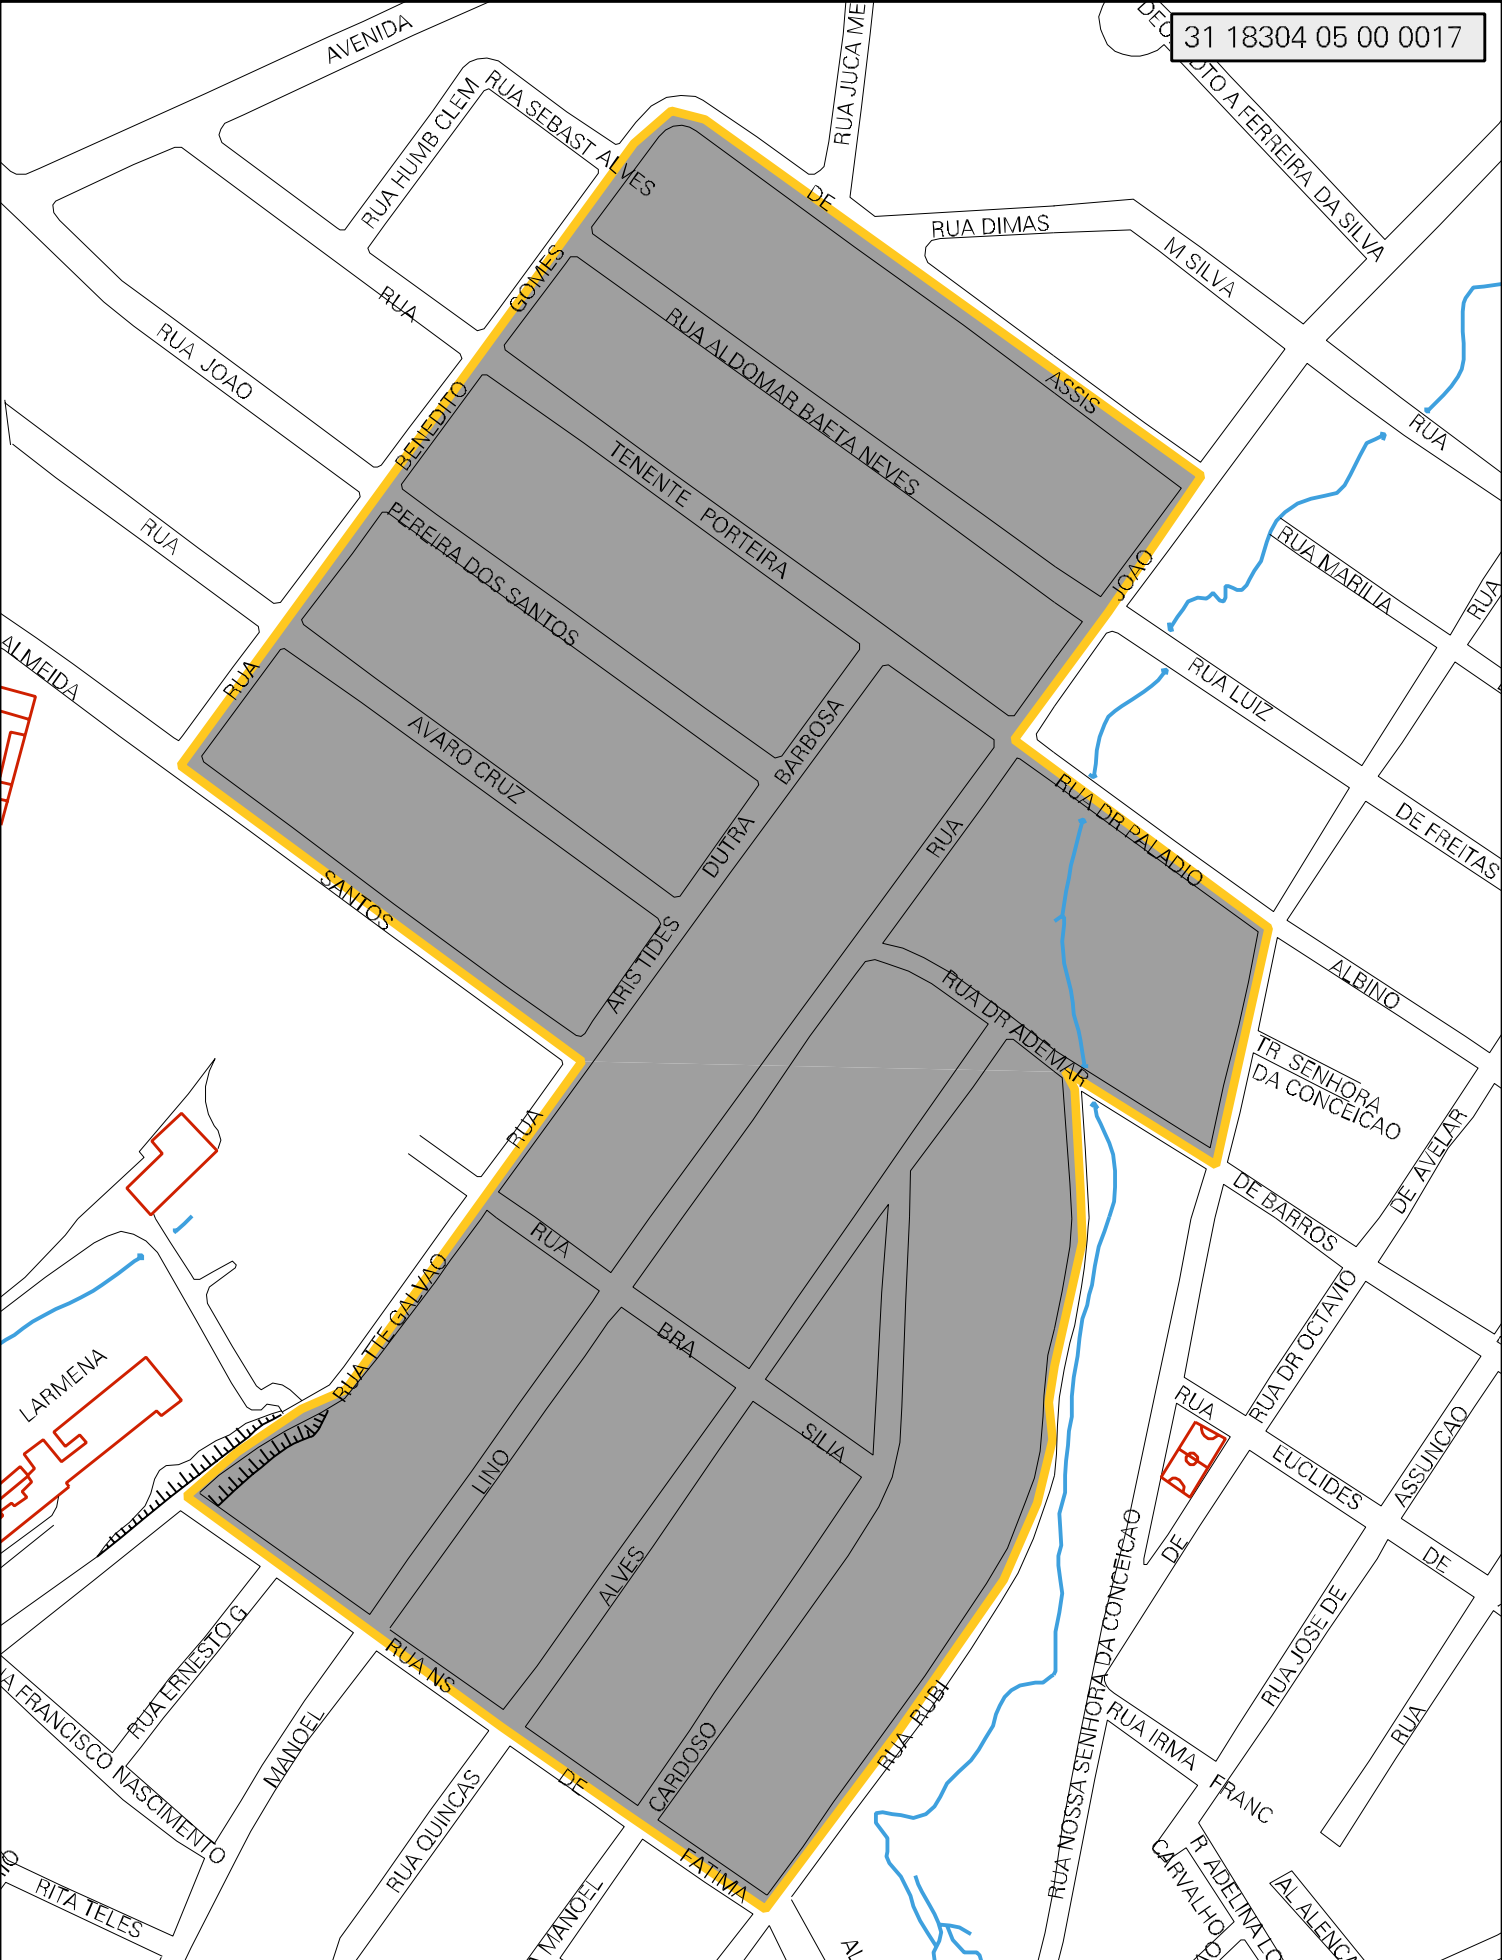 AVENIDA
31 18304 05 00 0017
RUA JUCA ME
RUA SEBAST ALVES
RUA HUMB CLEM
OTO A FERREIRA DA SILVA
DE
RUA DIMAS
M SILVA
GOMES
RUA
RUA JOAO
RUA ALDOMAR BAETA NEVES
ASSIS
RUA
BENEDITO
TENENTE PORTEIRA
RUA
PEREIRA DOS SANTOS
JOAO
RUA MARILIA
RUA
ALMEIDA
RUA
RUA LUIZ
AVARO CRUZ
BARBOSA
RUA DR PALADIO
DE FREITAS
DUTRA
RUA
SANTOS
ARIS TIDES
RUA DR ADEMAR
ALBINO
TR SENHORA
DA CONCEICAO
RUA
DE AVELAR
DE BARROS
RUA
RUA TTE GALVAO
BRA
RUA DR OCTAVIO
LARMENA
RUA
SILIA
LINO
EUCLIDES
ASSUNCAO
DE
DE
ALVES
RUA NOSSA SENHORA DA CONCEICAO
RUA ERNESTO G
RUA NS
RUA JOSE DE
RUA FRANCISCO NASCIMENTO
MANOEL
RUA RUBI
RUA IRMA FRANC
RUA
RUA QUINCAS
DE
CARDOSO
FATIMA
R ADELINA LO
CARVALHO
RITA TELES
MANOEL
AL ALENCA
AL